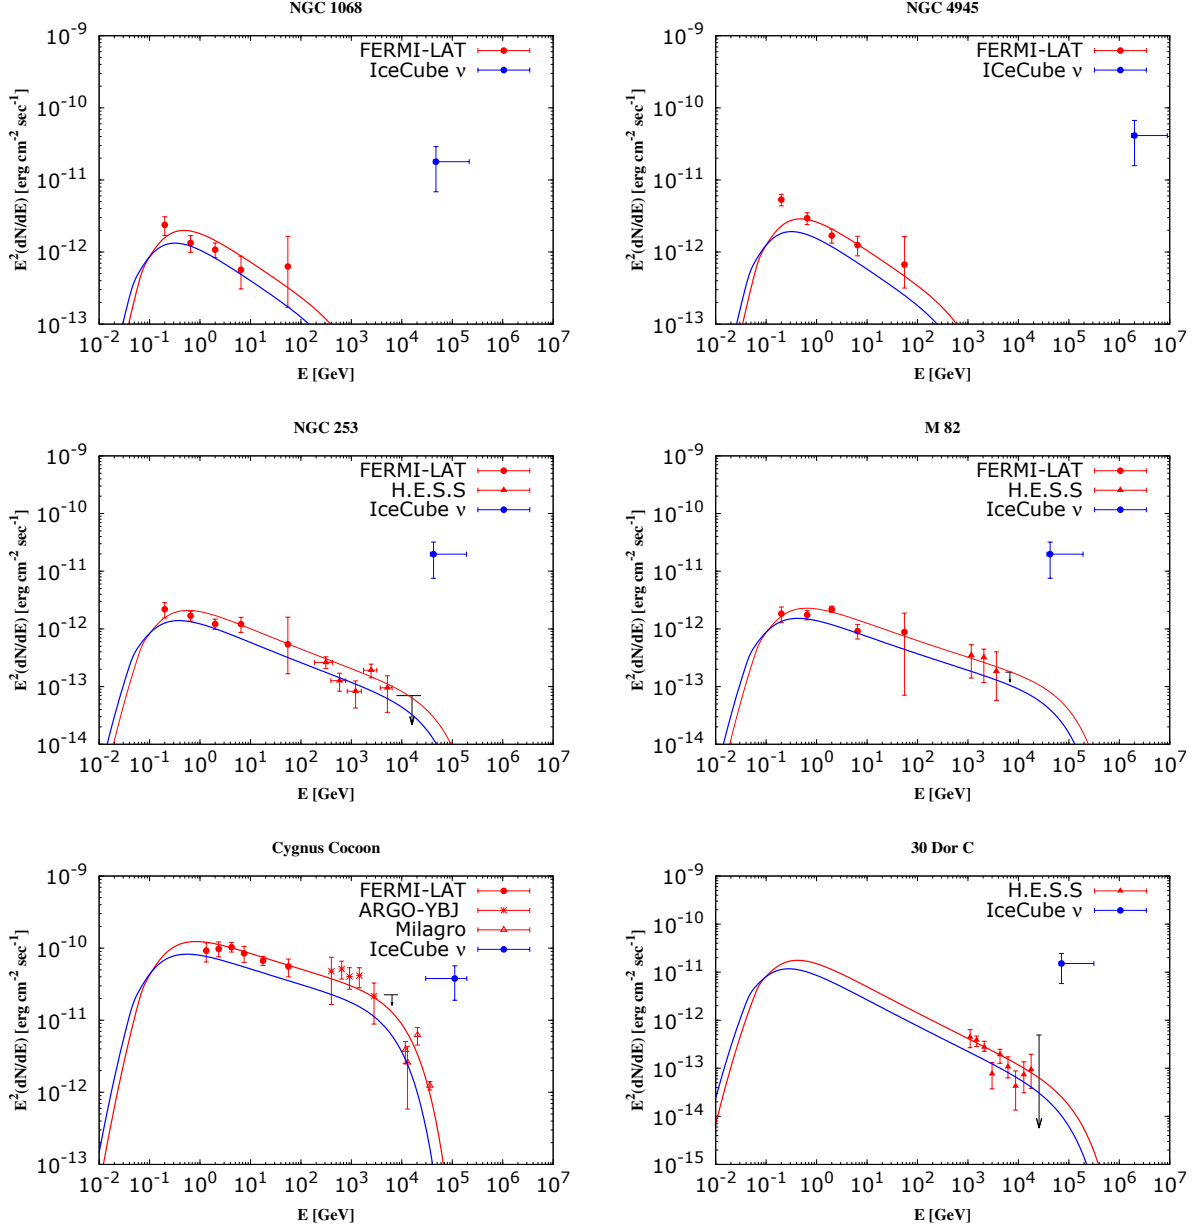 NGC 1068
10^-9
10^-10
10^-11
10^-12
10^-13
E^2(dN/dE) [erg cm^-2 sec^-1]
FERMI-LAT
IceCube ν
10^-2 10^-1 10^0 10^1 10^2 10^3 10^4 10^5 10^6 10^7
E [GeV]
NGC 4945
10^-9
10^-10
10^-11
10^-12
10^-13
E^2(dN/dE) [erg cm^-2 sec^-1]
FERMI-LAT
ICeCube ν
10^-2 10^-1 10^0 10^1 10^2 10^3 10^4 10^5 10^6 10^7
E [GeV]
NGC 253
10^-9
10^-10
10^-11
10^-12
10^-13
10^-14
E^2(dN/dE) [erg cm^-2 sec^-1]
FERMI-LAT
H.E.S.S
IceCube ν
10^-2 10^-1 10^0 10^1 10^2 10^3 10^4 10^5 10^6 10^7
E [GeV]
M 82
10^-9
10^-10
10^-11
10^-12
10^-13
10^-14
E^2(dN/dE) [erg cm^-2 sec^-1]
FERMI-LAT
H.E.S.S
IceCube ν
10^-2 10^-1 10^0 10^1 10^2 10^3 10^4 10^5 10^6 10^7
E [GeV]
Cygnus Cocoon
10^-9
10^-10
10^-11
10^-12
10^-13
E^2(dN/dE) [erg cm^-2 sec^-1]
FERMI-LAT
ARGO-YBJ
Milagro
IceCube ν
10^-2 10^-1 10^0 10^1 10^2 10^3 10^4 10^5 10^6 10^7
E [GeV]
30 Dor C
10^-9
10^-10
10^-11
10^-12
10^-13
10^-14
10^-15
E^2(dN/dE) [erg cm^-2 sec^-1]
H.E.S.S
IceCube ν
10^-2 10^-1 10^0 10^1 10^2 10^3 10^4 10^5 10^6 10^7
E [GeV]